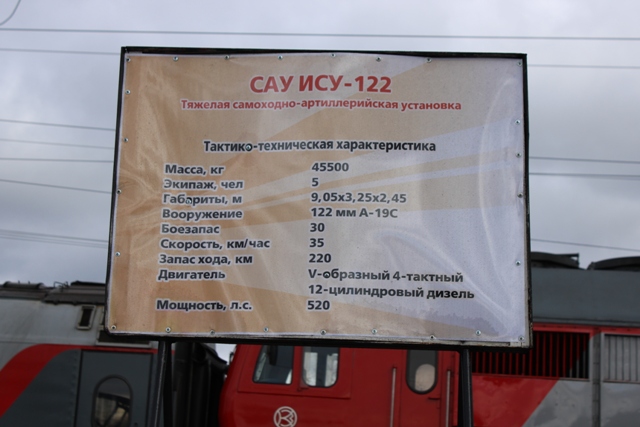 САУ ИСУ-122
Тяжелая самоходно-артиллерийская установка
Тактико-техническая характеристика
Масса, кг 45500
Экипаж, чел 5
Габариты, м 9,05х3,25х2,45
Вооружение 122 мм А-19С
Боезапас 30
Скорость, км/час 35
Запас хода, км 220
Двигатель V-образный 4-тактный
12-цилиндровый дизель
Мощность, л.с. 520